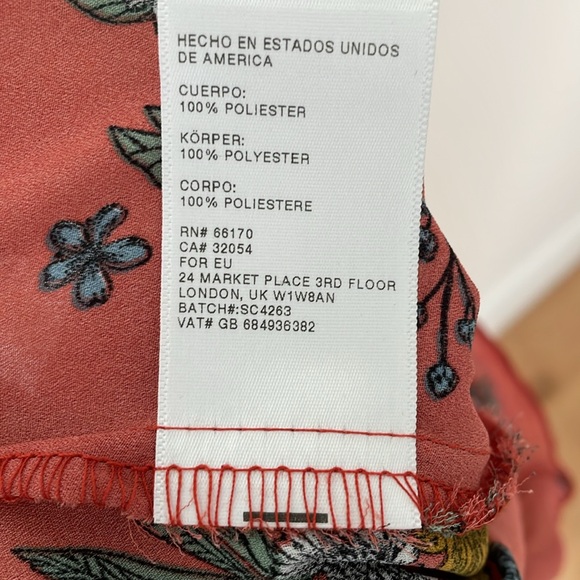 HECHO EN ESTADOS UNIDOS
DE AMERICA
CUERPO:
100% POLIESTER
KÖRPER:
100% POLYESTER
CORPO:
100% POLIESTERE
RN# 66170
CA# 32054
FOR EU
24 MARKET PLACE 3RD FLOOR
LONDON, UK W1W8AN
BATCH#:SC4263
VAT# GB 684936382